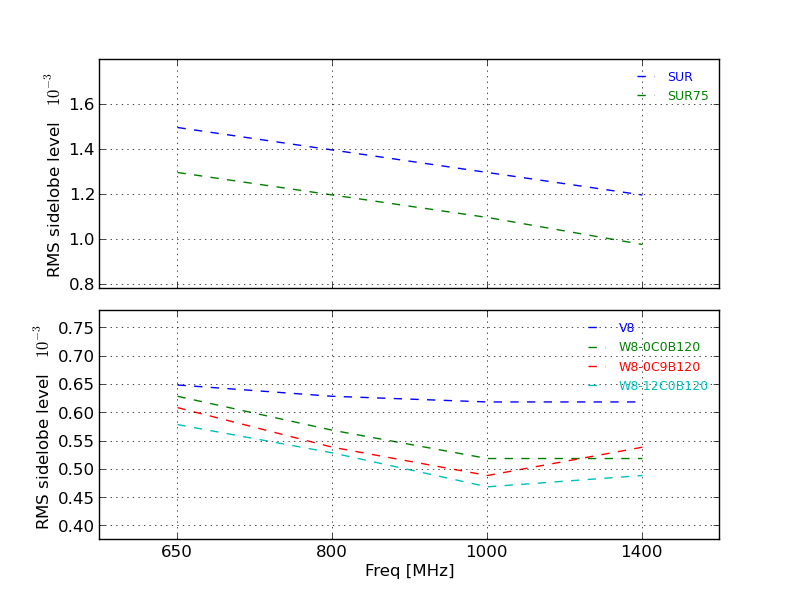 RMS sidelobe level 10⁻³
1.6
1.4
1.2
1.0
0.8
SUR
SUR75
RMS sidelobe level 10⁻³
0.75
0.70
0.65
0.60
0.55
0.50
0.45
0.40
V8
W8-0C0B120
W8-0C9B120
W8-12C0B120
650 800 1000 1400
Freq [MHz]